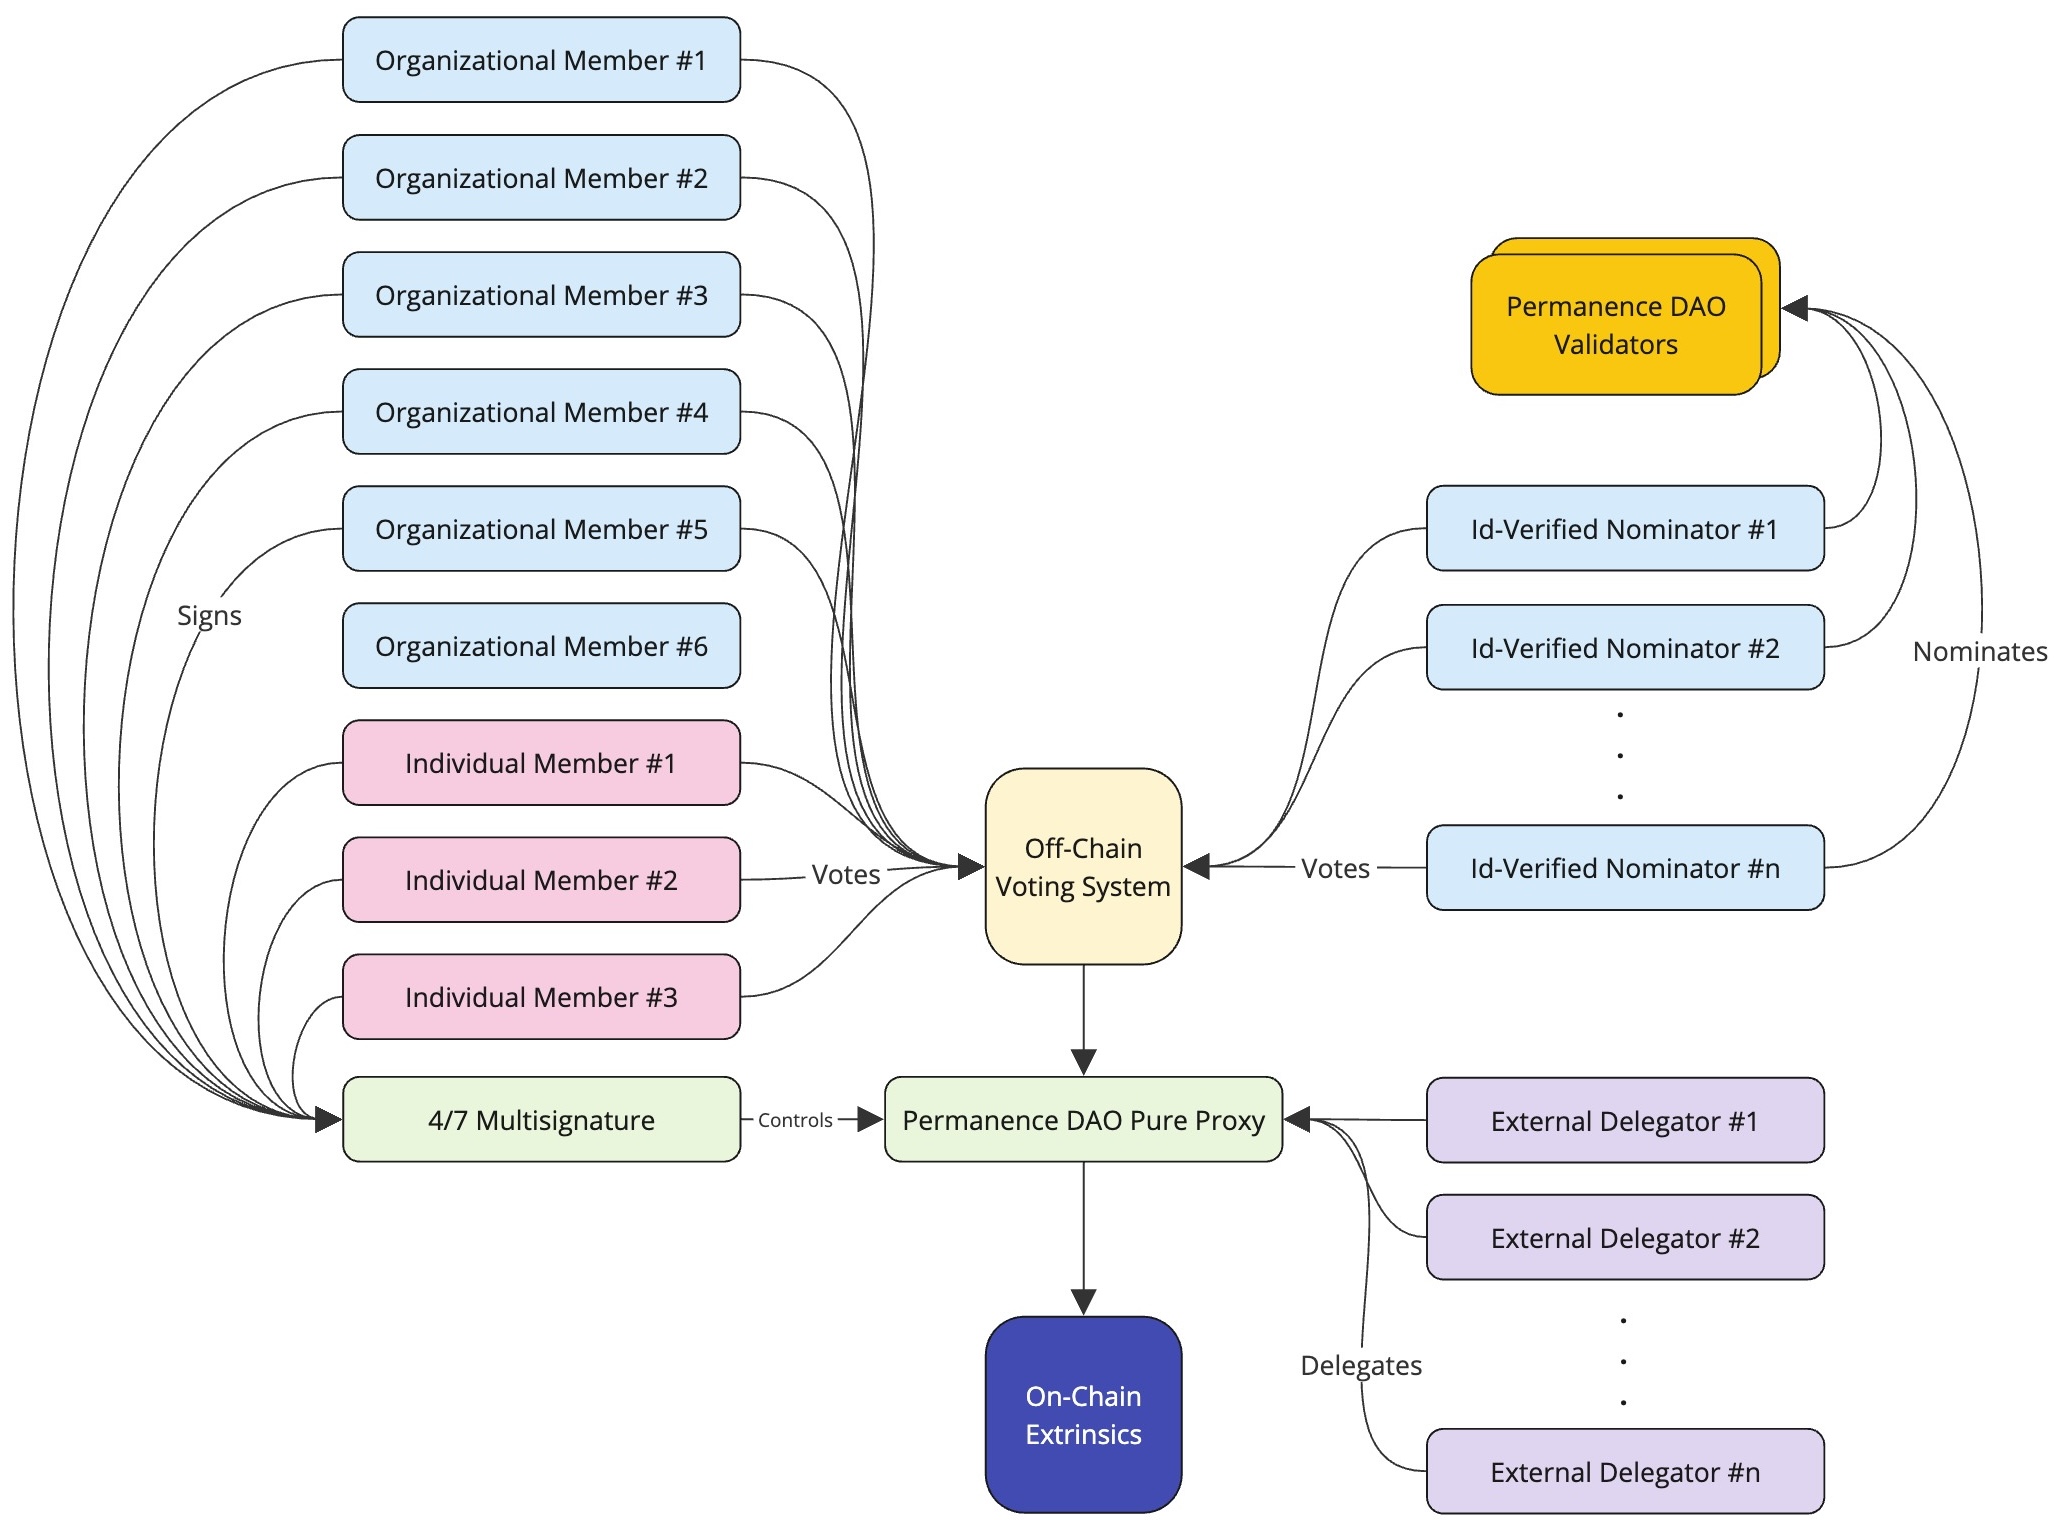 Organizational Member #1
Organizational Member #2
Organizational Member #3
Organizational Member #4
Organizational Member #5
Signs
Organizational Member #6
Individual Member #1
Individual Member #2
Votes
Individual Member #3
4/7 Multisignature
Controls
Off-Chain
Voting System
Permanence DAO Pure Proxy
On-Chain
Extrinsics
Permanence DAO
Validators
Id-Verified Nominator #1
Id-Verified Nominator #2
Nominates
.
.
.
Votes
Id-Verified Nominator #n
External Delegator #1
External Delegator #2
.
.
.
Delegates
External Delegator #n